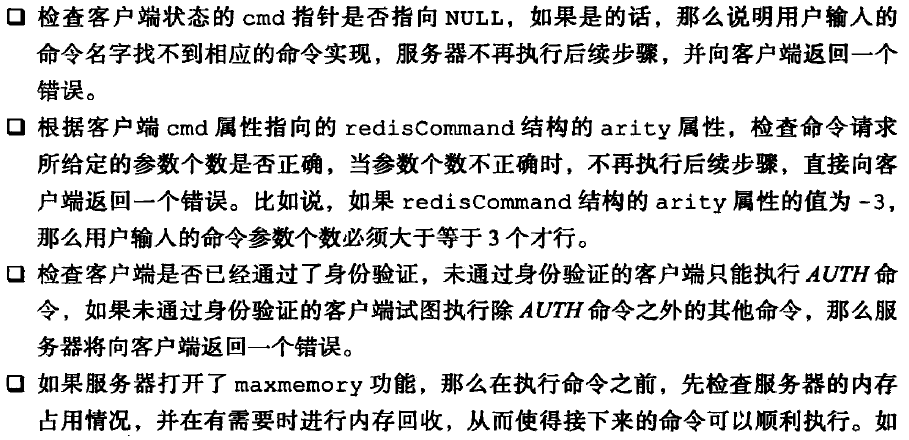 ❏ 检查客户端状态的 cmd 指针是否指向 NULL，如果是的话，那么说明用户输入的
命令名字找不到相应的命令实现，服务器不再执行后续步骤，并向客户端返回一个
错误。
❏ 根据客户端 cmd 属性指向的 redisCommand 结构的 arity 属性，检查命令请求
所给定的参数个数是否正确，当参数个数不正确时，不再执行后续步骤，直接向客
户端返回一个错误。比如说，如果 redisCommand 结构的 arity 属性的值为 -3，
那么用户输入的命令参数个数必须大于等于 3 个才行。
❏ 检查客户端是否已经通过了身份验证，未通过身份验证的客户端只能执行 AUTH 命
令，如果未通过身份验证的客户端试图执行除 AUTH 命令之外的其他命令，那么服
务器将向客户端返回一个错误。
❏ 如果服务器打开了 maxmemory 功能，那么在执行命令之前，先检查服务器的内存
占用情况，并在有需要时进行内存回收，从而使得接下来的命令可以顺利执行。如